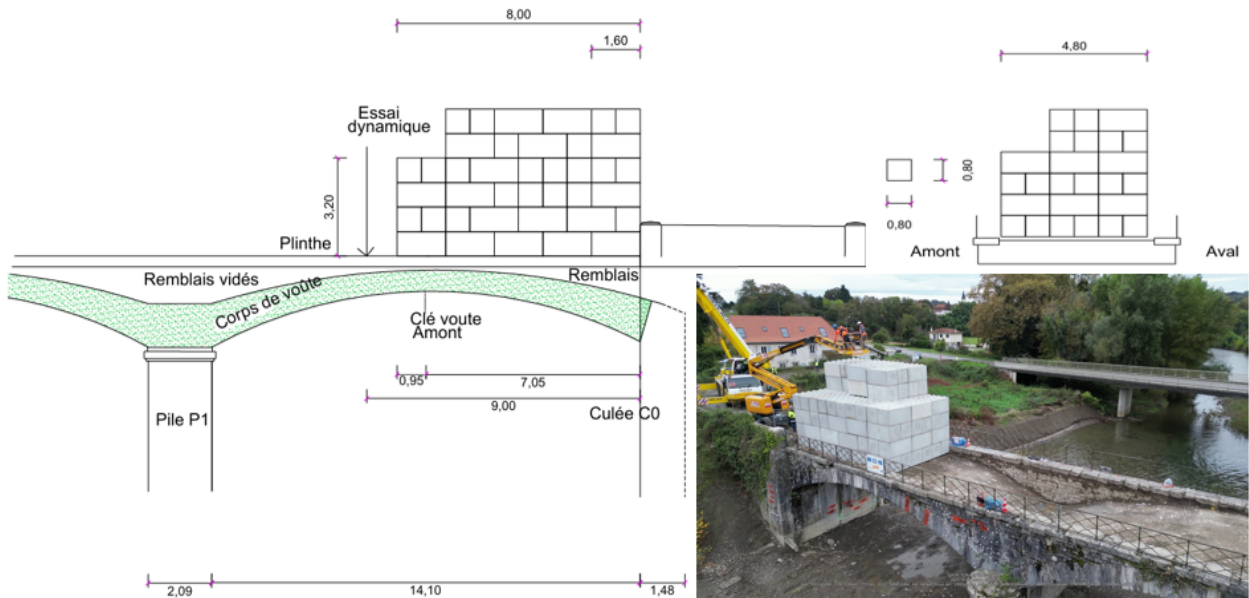 8,00
1,60
4,80
Essai
dynamique
3,20
0,80
0,80
Plinthe
Amont
Aval
Remblais vidés
Remblais
Corps de voûte
Clé voute
Amont
0,95
7,05
9,00
Culée C0
Pile P1
2,09
14,10
1,48